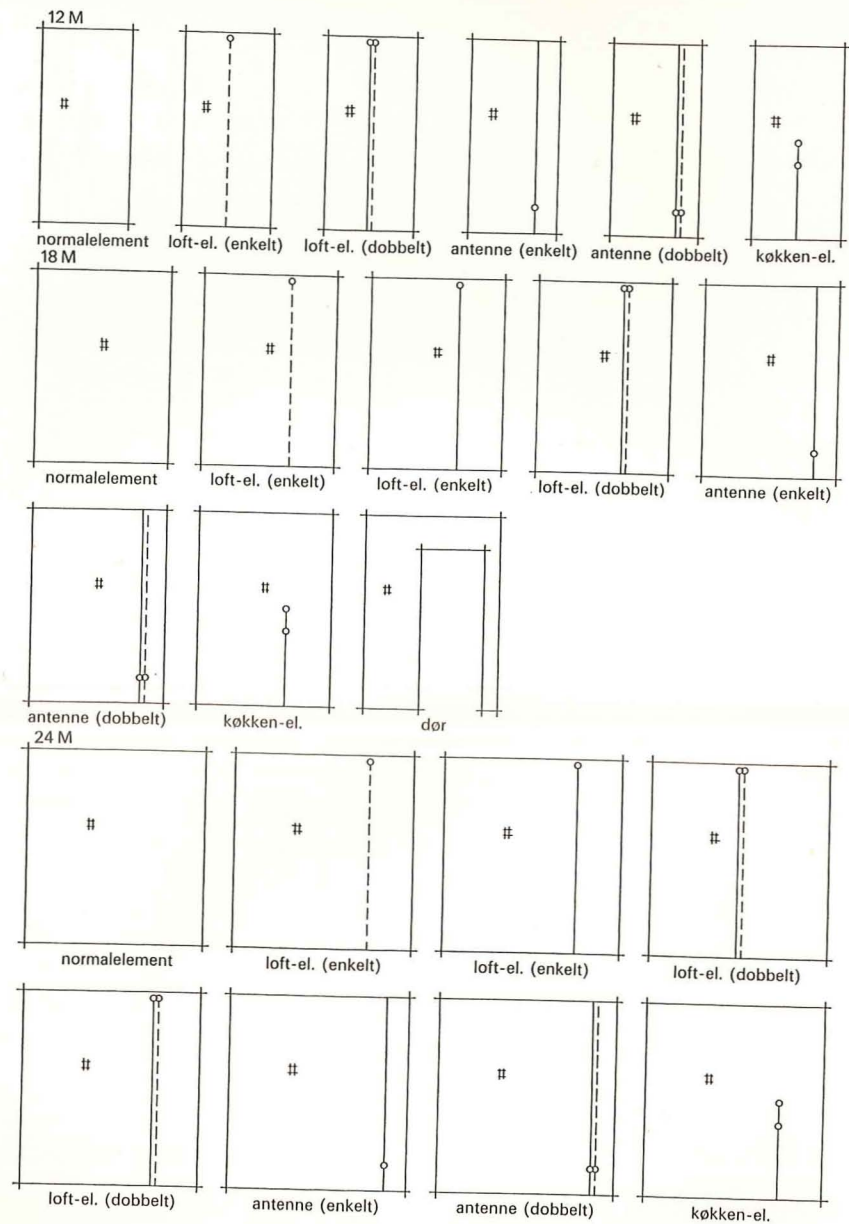 12 M
normalelement loft-el. (enkelt) loft-el. (dobbelt) antenne (enkelt) antenne (dobbelt) køkken-el.
18 M
normalelement loft-el. (enkelt) loft-el. (enkelt) loft-el. (dobbelt) antenne (enkelt)
antenne (dobbelt) køkken-el. dør
24 M
normalelement loft-el. (enkelt) loft-el. (enkelt) loft-el. (dobbelt)
loft-el. (dobbelt) antenne (enkelt) antenne (dobbelt) køkken-el.